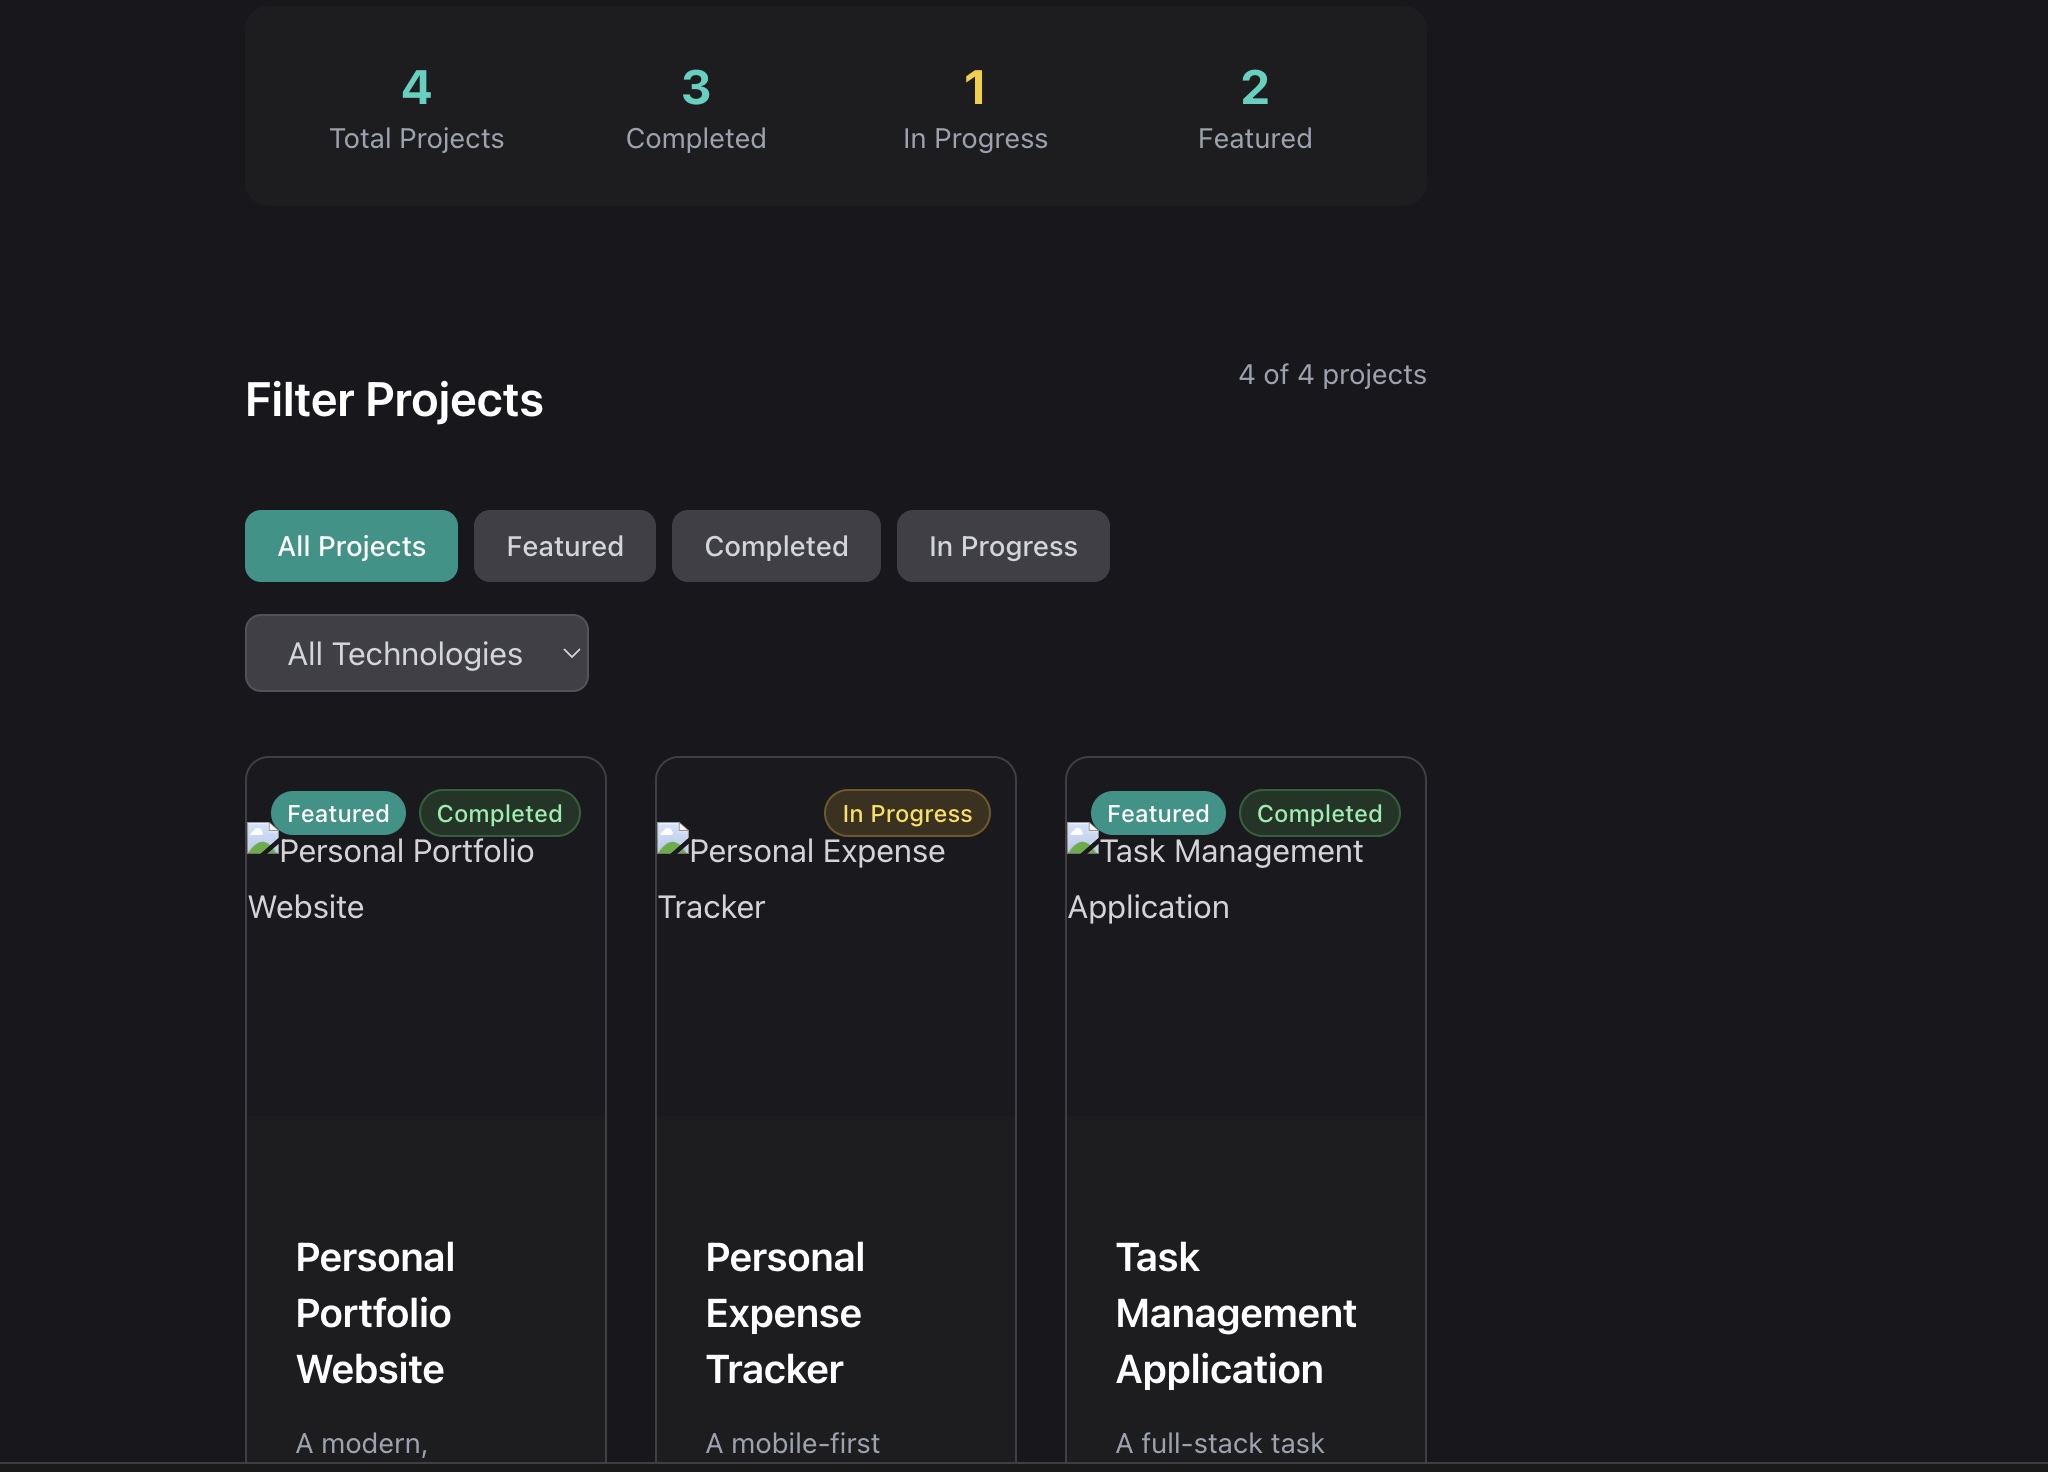 4
Total Projects
3
Completed
1
In Progress
2
Featured
Filter Projects
4 of 4 projects
All Projects
Featured
Completed
In Progress
All Technologies
Featured
Completed
Personal Portfolio
Website
In Progress
Personal Expense
Tracker
Featured
Completed
Task Management
Application
Personal
Portfolio
Website
A modern,
Personal
Expense
Tracker
A mobile-first
Task
Management
Application
A full-stack task